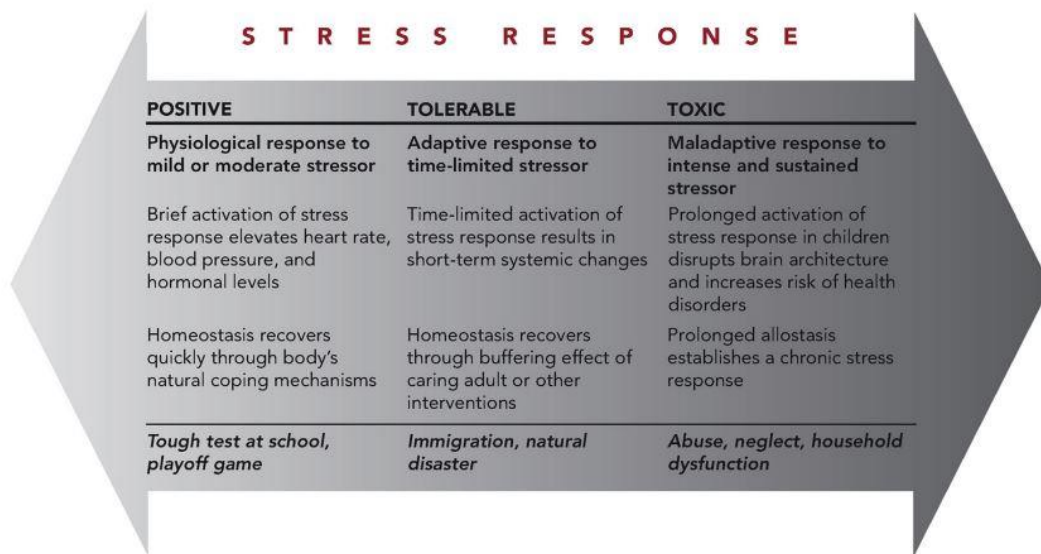 STRESS RESPONSE
POSITIVE
Physiological response to
mild or moderate stressor
Brief activation of stress
response elevates heart rate,
blood pressure, and
hormonal levels
Homeostasis recovers
quickly through body's
natural coping mechanisms
Tough test at school,
playoff game
TOLERABLE
Adaptive response to
time-limited stressor
Time-limited activation of
stress response results in
short-term systemic changes
Homeostasis recovers
through buffering effect of
caring adult or other
interventions
Immigration, natural
disaster
TOXIC
Maladaptive response to
intense and sustained
stressor
Prolonged activation of
stress response in children
disrupts brain architecture
and increases risk of health
disorders
Prolonged allostasis
establishes a chronic stress
response
Abuse, neglect, household
dysfunction